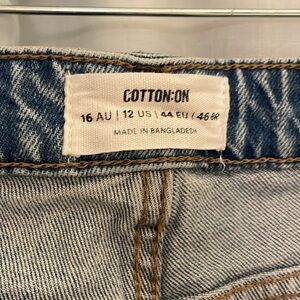 COTTON:ON
16 AU | 12 US | 44 EU / 46 BR
MADE IN BANGLADESH